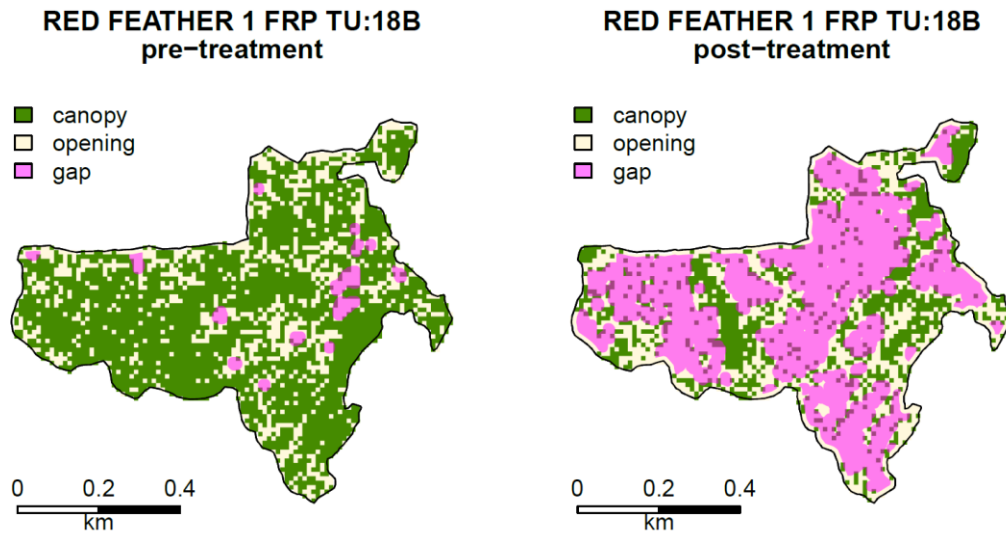 RED FEATHER 1 FRP TU:18B
pre−treatment
canopy
opening
gap
0 0.2 0.4
km
RED FEATHER 1 FRP TU:18B
post−treatment
canopy
opening
gap
0 0.2 0.4
km